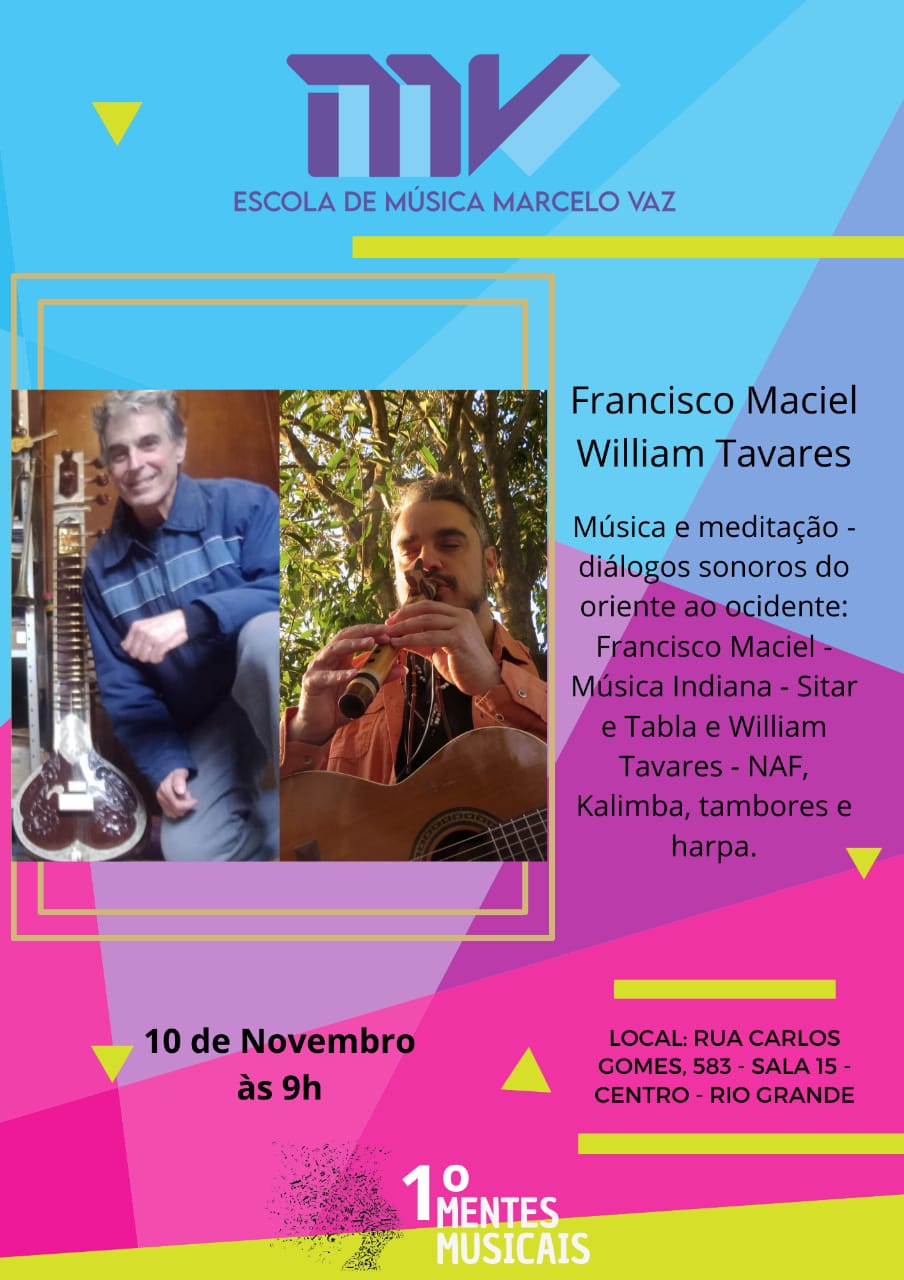 MV
ESCOLA DE MÚSICA MARCELO VAZ
Francisco Maciel
William Tavares
Música e meditação -
diálogos sonoros do
oriente ao ocidente:
Francisco Maciel -
Música Indiana - Sitar
e Tabla e William
Tavares - NAF,
Kalimba, tambores e
harpa.
10 de Novembro
às 9h
LOCAL: RUA CARLOS
GOMES, 583 - SALA 15 -
CENTRO - RIO GRANDE
1º
MENTES
MUSICAIS